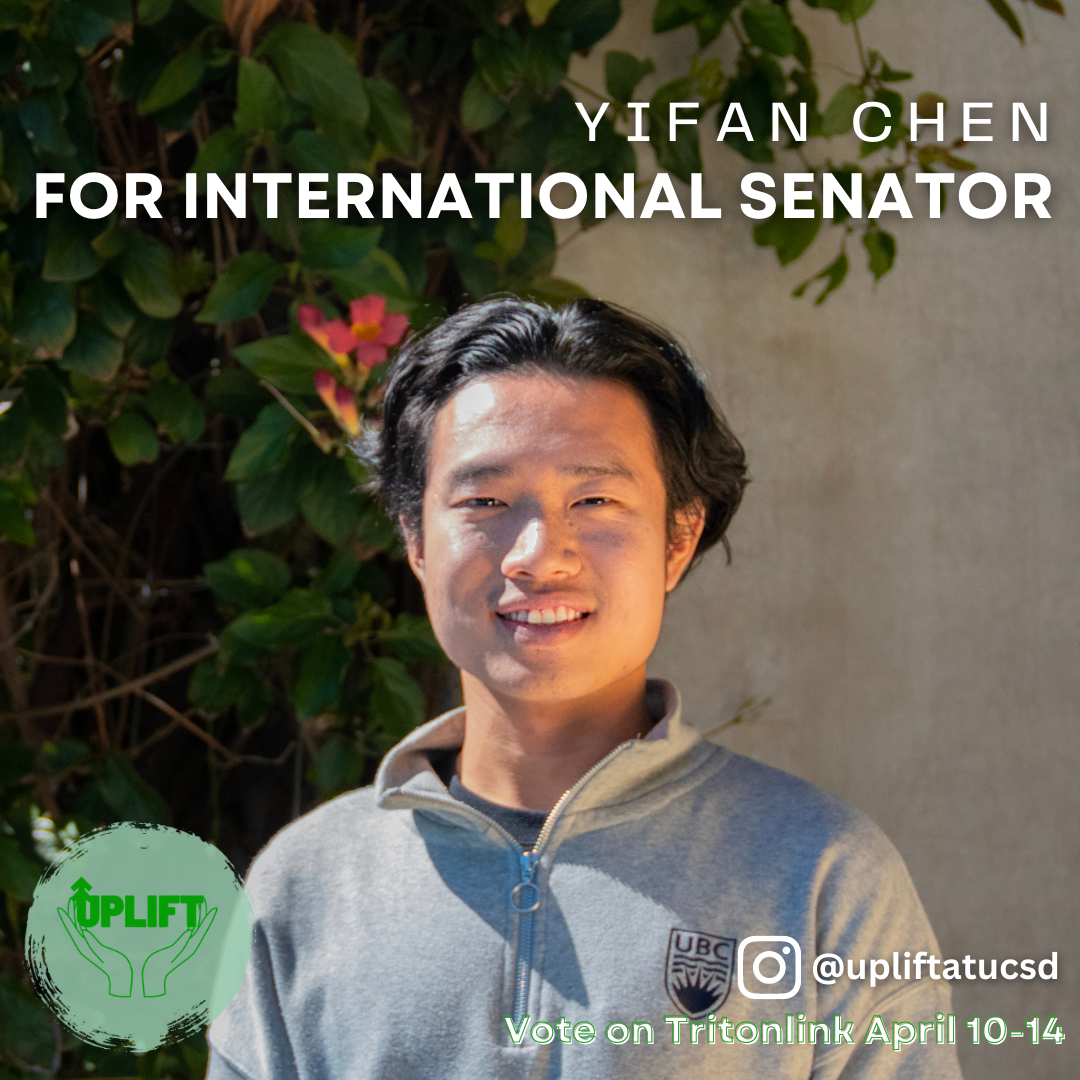 YIFAN CHEN
FOR INTERNATIONAL SENATOR
UPLIFT
UBC
@upliftatucsd
Vote on Tritonlink April 10-14